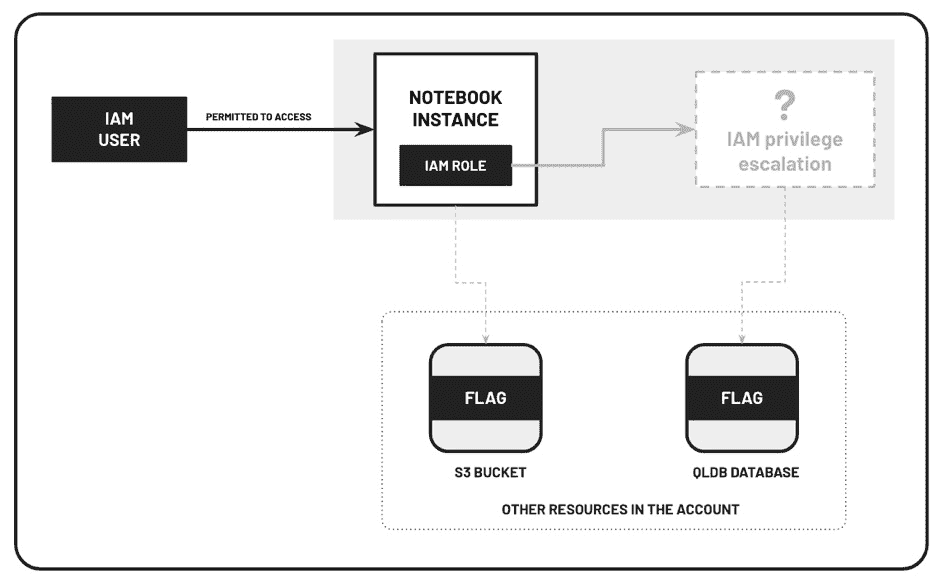 IAM
USER
PERMITTED TO ACCESS
NOTEBOOK
INSTANCE
IAM ROLE
?
IAM privilege
escalation
FLAG
FLAG
S3 BUCKET
QLDB DATABASE
OTHER RESOURCES IN THE ACCOUNT